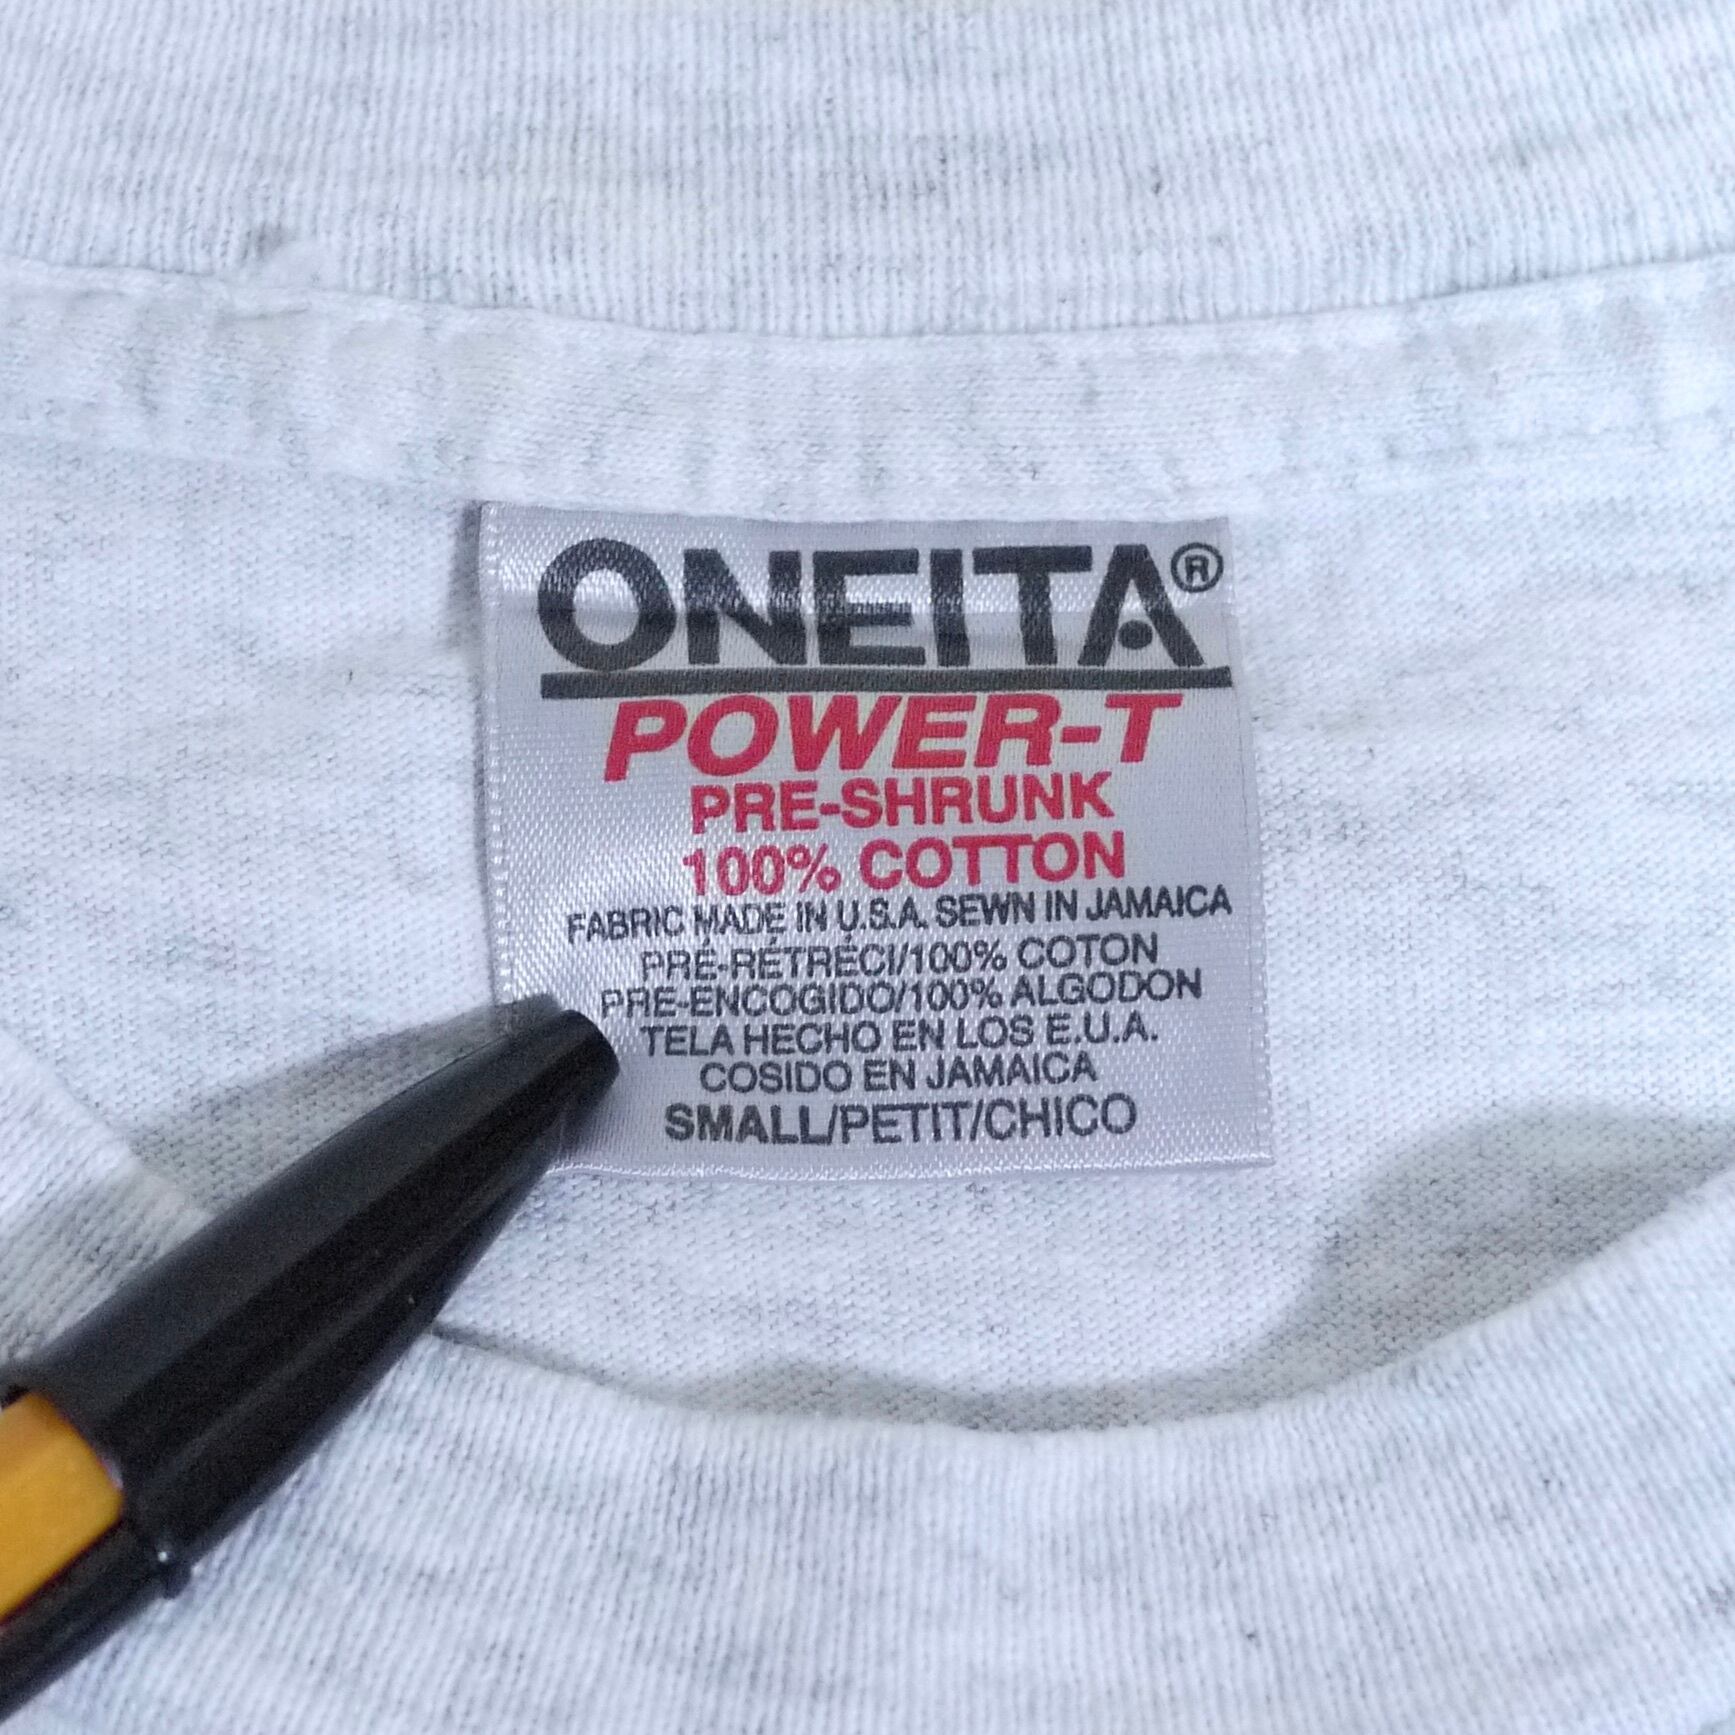 ONEITA®
POWER-T
PRE-SHRUNK
100% COTTON
FABRIC MADE IN U.S.A. SEWN IN JAMAICA
PRÉ-RÉTRÉCI/100% COTON
PRE-ENCOGIDO/100% ALGODON
TELA HECHO EN LOS E.U.A.
COSIDO EN JAMAICA
SMALL/PETIT/CHICO